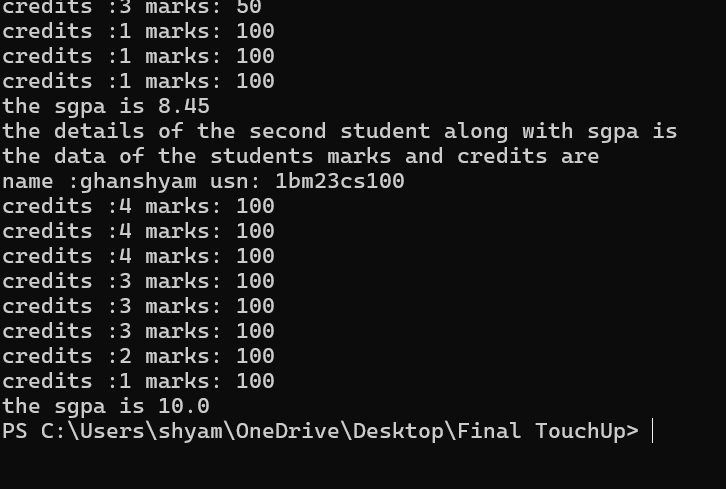 credits :3 marks: 50
credits :1 marks: 100
credits :1 marks: 100
credits :1 marks: 100
the sgpa is 8.45
the details of the second student along with sgpa is
the data of the students marks and credits are
name :ghanshyam usn: 1bm23cs100
credits :4 marks: 100
credits :4 marks: 100
credits :4 marks: 100
credits :3 marks: 100
credits :3 marks: 100
credits :3 marks: 100
credits :2 marks: 100
credits :1 marks: 100
the sgpa is 10.0
PS C:\Users\shyam\OneDrive\Desktop\Final TouchUp>